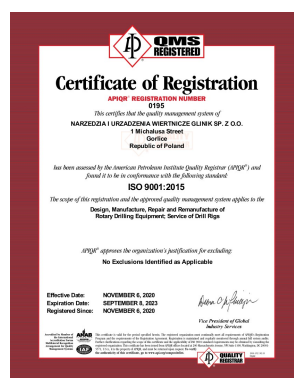 API
QMS
REGISTERED
Certificate of Registration
APIQR® REGISTRATION NUMBER
0195
This certifies that the quality management system of
NARZEDZIA I URZADZENIA WIERTNICZE GLINIK SP. Z O.O.
1 Michalusa Street
Gorlice
Republic of Poland
has been assessed by the American Petroleum Institute Quality Registrar (APIQR®) and
found it to be in conformance with the following standard:
ISO 9001:2015
The scope of this registration and the approved quality management system applies to the
Design, Manufacture, Repair and Remanufacture of
Rotary Drilling Equipment; Service of Drill Rigs
APIQR® approves the organization's justification for excluding:
No Exclusions Identified as Applicable
Effective Date: NOVEMBER 6, 2020
Expiration Date: SEPTEMBER 8, 2023
Registered Since: NOVEMBER 6, 2020
Vice President of Global
Industry Services
ANAB
IAF
API
QUALITY
REGISTRAR